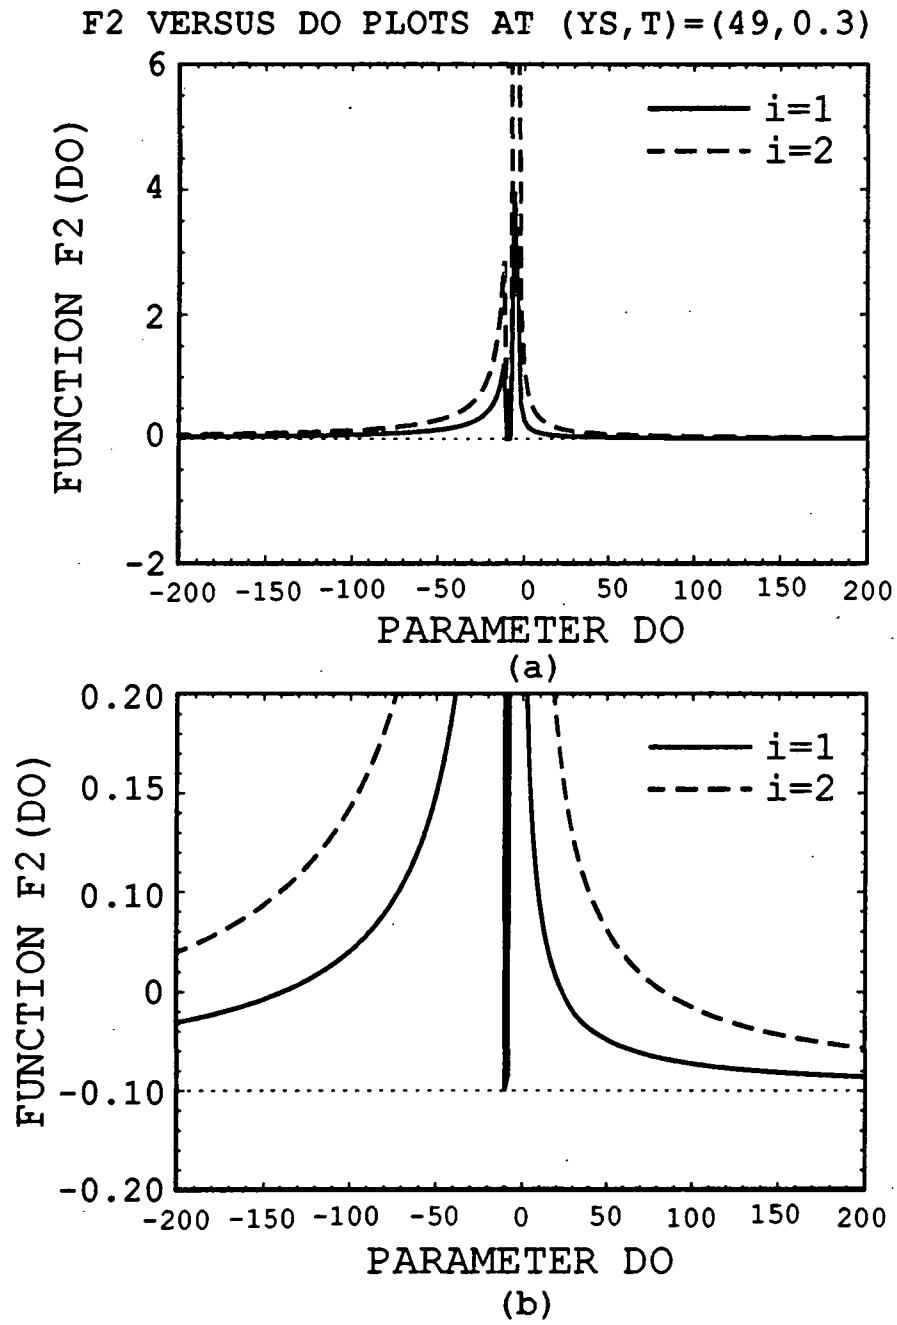 F2 VERSUS DO PLOTS AT (YS,T)=(49,0.3)
FUNCTION F2(DO)
6
4
2
0
-2
i=1
i=2
-200 -150 -100 -50 0 50 100 150 200
PARAMETER DO
(a)
FUNCTION F2(DO)
0.20
0.15
0.10
0
-0.10
-0.20
i=1
i=2
-200 -150 -100 -50 0 50 100 150 200
PARAMETER DO
(b)